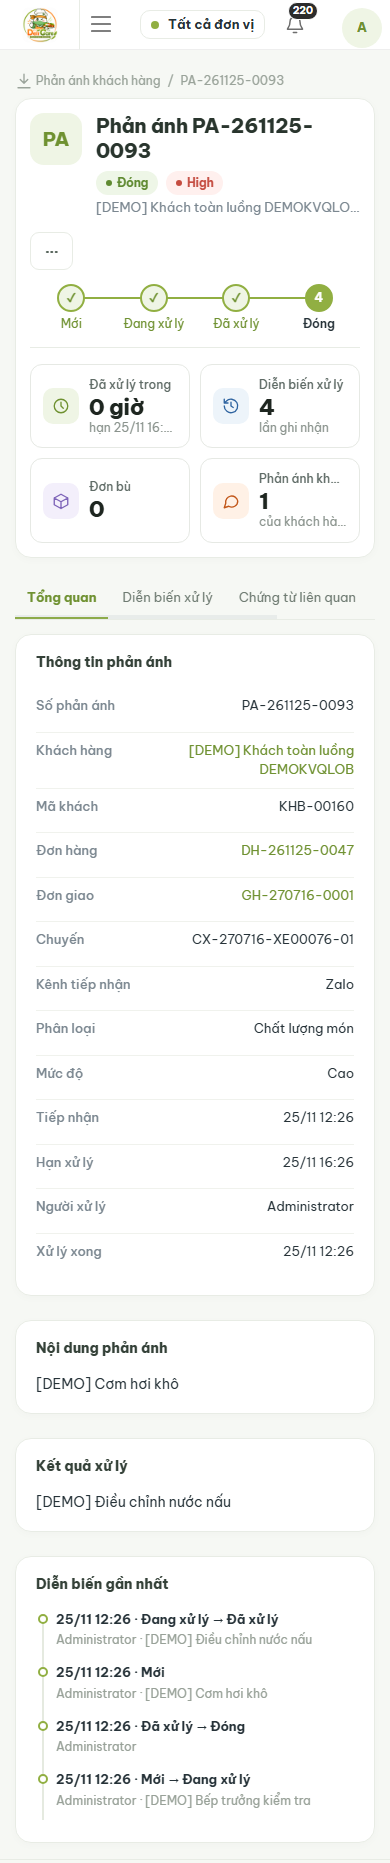 Tất cả đơn vị
220
A
Phản ánh khách hàng / PA-261125-0093
PA
Phản ánh PA-261125-
0093
Đóng
High
[DEMO] Khách toàn luồng DEMOKVQLO...
...
4
Mới
Đang xử lý
Đã xử lý
Đóng
Đã xử lý trong
0 giờ
hạn 25/11 16:...
Diễn biến xử lý
4
lần ghi nhận
Đơn bù
0
Phản ánh kh...
1
của khách hà...
Tổng quan
Diễn biến xử lý
Chứng từ liên quan
Thông tin phản ánh
Số phản ánh PA-261125-0093
Khách hàng [DEMO] Khách toàn luồng
DEMOKVQLOB
Mã khách KHB-00160
Đơn hàng DH-261125-0047
Đơn giao GH-270716-0001
Chuyến CX-270716-XE00076-01
Kênh tiếp nhận Zalo
Phân loại Chất lượng món
Mức độ Cao
Tiếp nhận 25/11 12:26
Hạn xử lý 25/11 16:26
Người xử lý Administrator
Xử lý xong 25/11 12:26
Nội dung phản ánh
[DEMO] Cơm hơi khô
Kết quả xử lý
[DEMO] Điều chỉnh nước nấu
Diễn biến gần nhất
25/11 12:26 · Đang xử lý → Đã xử lý
Administrator · [DEMO] Điều chỉnh nước nấu
25/11 12:26 · Mới
Administrator · [DEMO] Cơm hơi khô
25/11 12:26 · Đã xử lý → Đóng
Administrator
25/11 12:26 · Mới → Đang xử lý
Administrator · [DEMO] Bếp trưởng kiểm tra